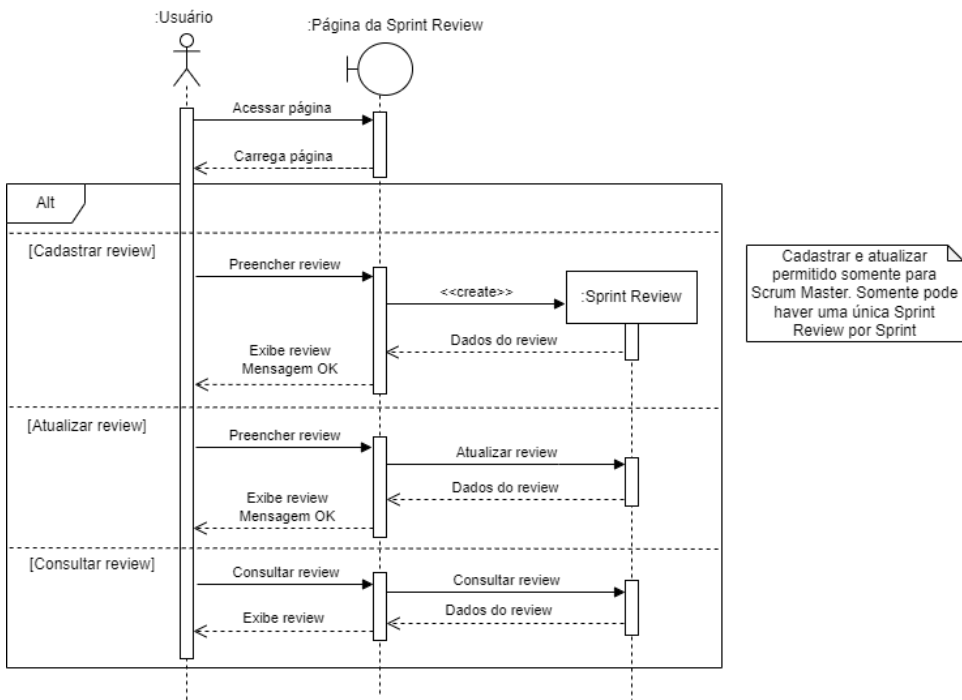 :Usuário
:Página da Sprint Review
Acessar página
Carrega página
Alt
[Cadastrar review]
Preencher review
<<create>>
:Sprint Review
Dados do review
Exibe review
Mensagem OK
Cadastrar e atualizar
permitido somente para
Scrum Master. Somente pode
haver uma única Sprint
Review por Sprint
[Atualizar review]
Preencher review
Atualizar review
Dados do review
Exibe review
Mensagem OK
[Consultar review]
Consultar review
Consultar review
Dados do review
Exibe review